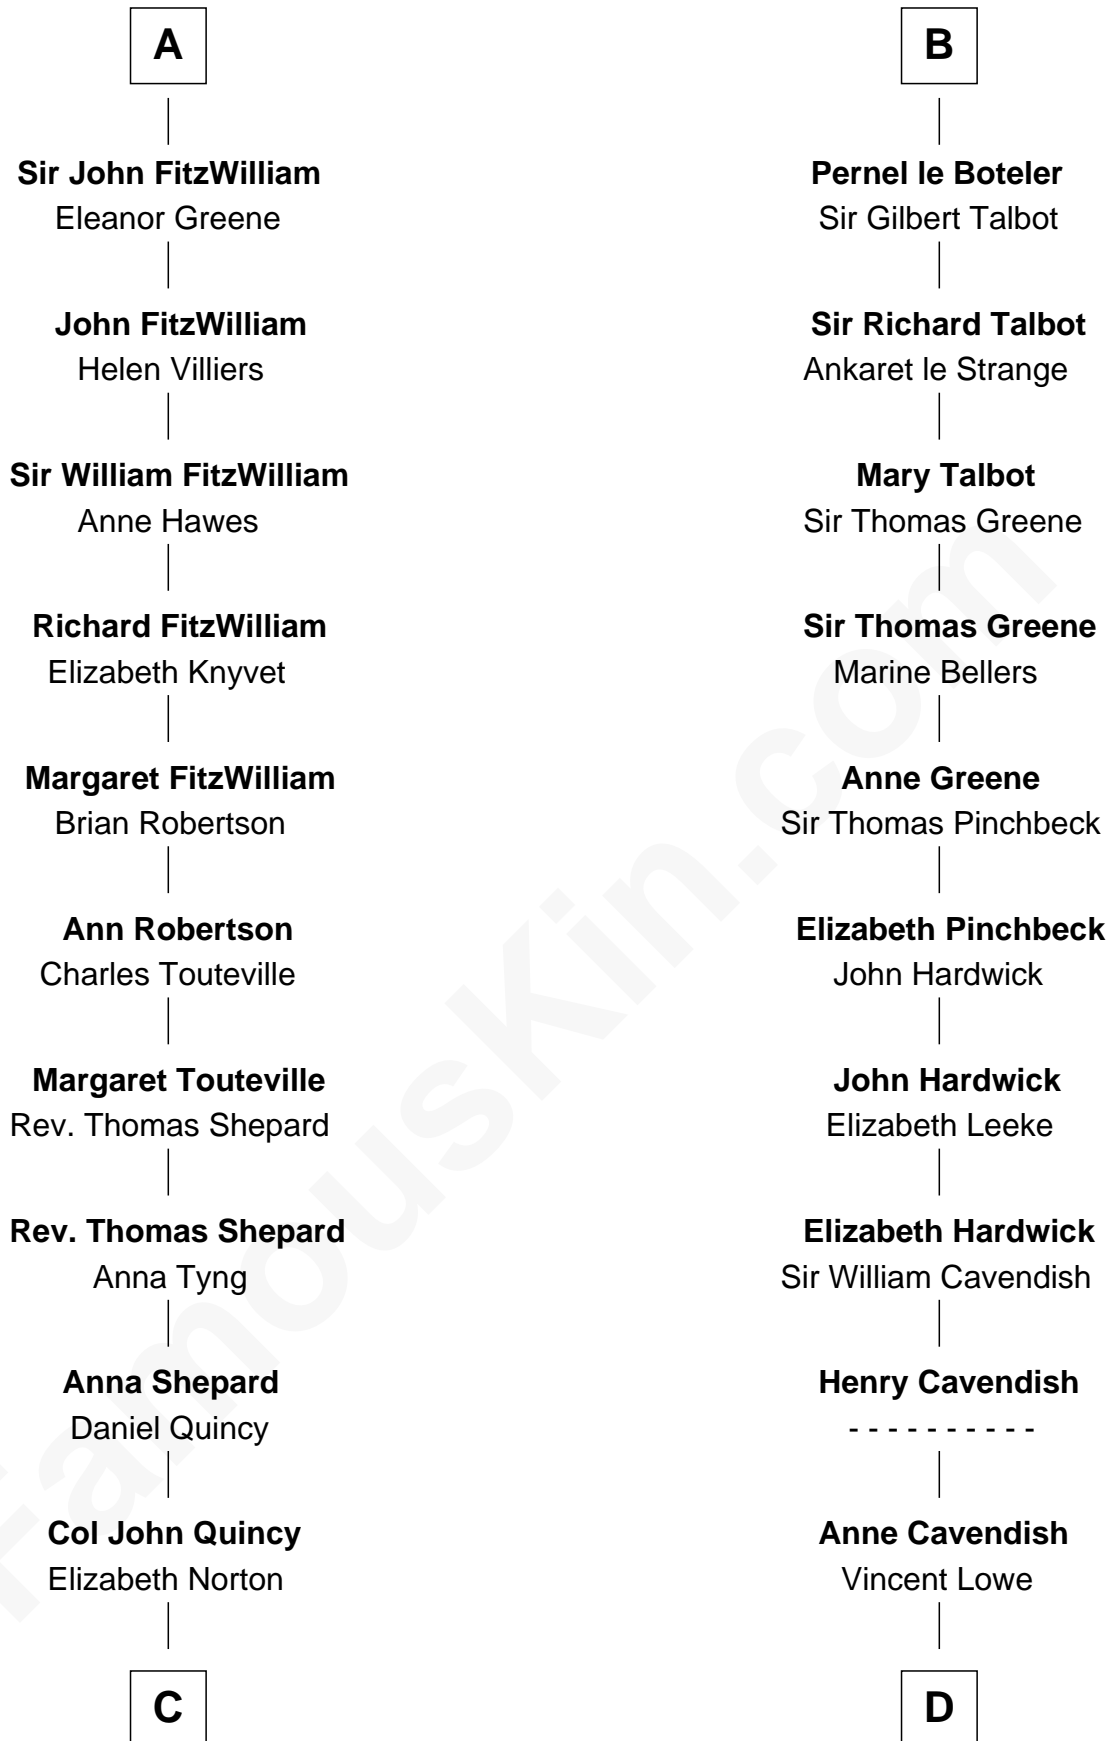 A
Sir John FitzWilliam
Eleanor Greene
John FitzWilliam
Helen Villiers
Sir William FitzWilliam
Anne Hawes
Richard FitzWilliam
Elizabeth Knyvet
Margaret FitzWilliam
Brian Robertson
Ann Robertson
Charles Touteville
Margaret Touteville
Rev. Thomas Shepard
Rev. Thomas Shepard
Anna Tyng
Anna Shepard
Daniel Quincy
Col John Quincy
Elizabeth Norton
C
B
Pernel le Boteler
Sir Gilbert Talbot
Sir Richard Talbot
Ankaret le Strange
Mary Talbot
Sir Thomas Greene
Sir Thomas Greene
Marine Bellers
Anne Greene
Sir Thomas Pinchbeck
Elizabeth Pinchbeck
John Hardwick
John Hardwick
Elizabeth Leeke
Elizabeth Hardwick
Sir William Cavendish
Henry Cavendish
- - - - - - - - - -
Anne Cavendish
Vincent Lowe
D
FamousKin.com